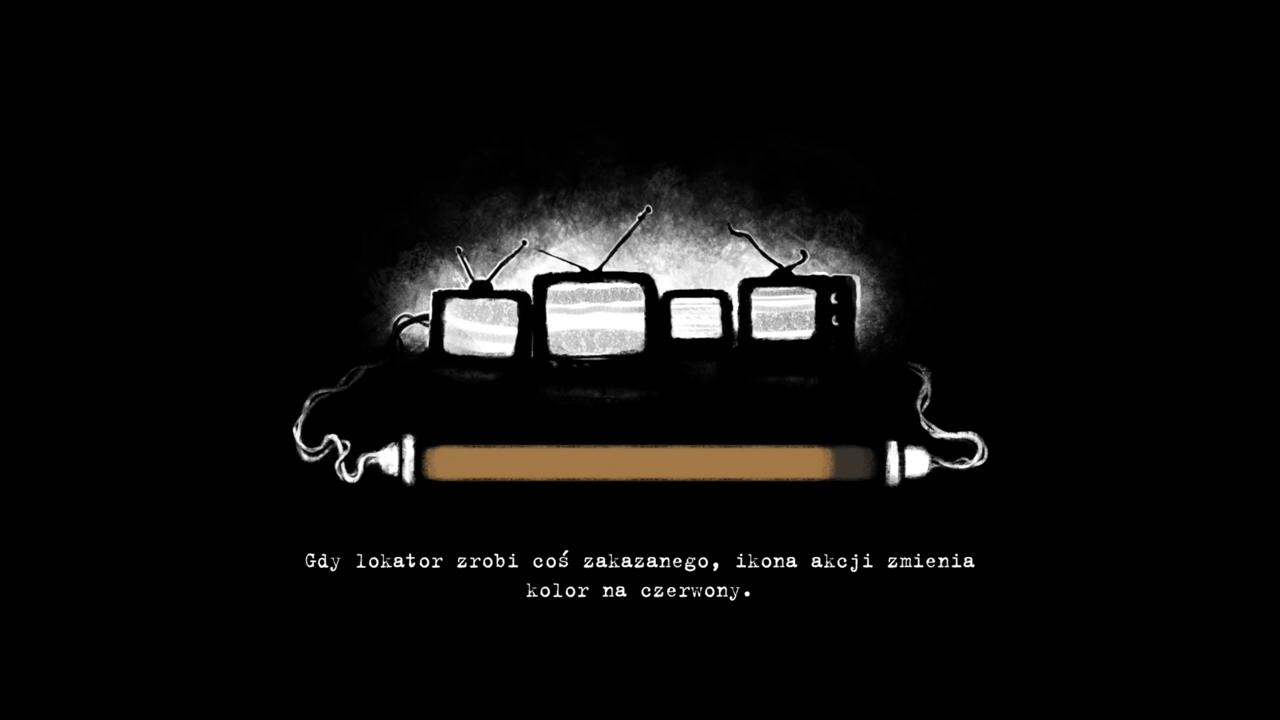 Gdy lokator zrobi coś zakazanego, ikona akcji zmienia
kolor na czerwony.